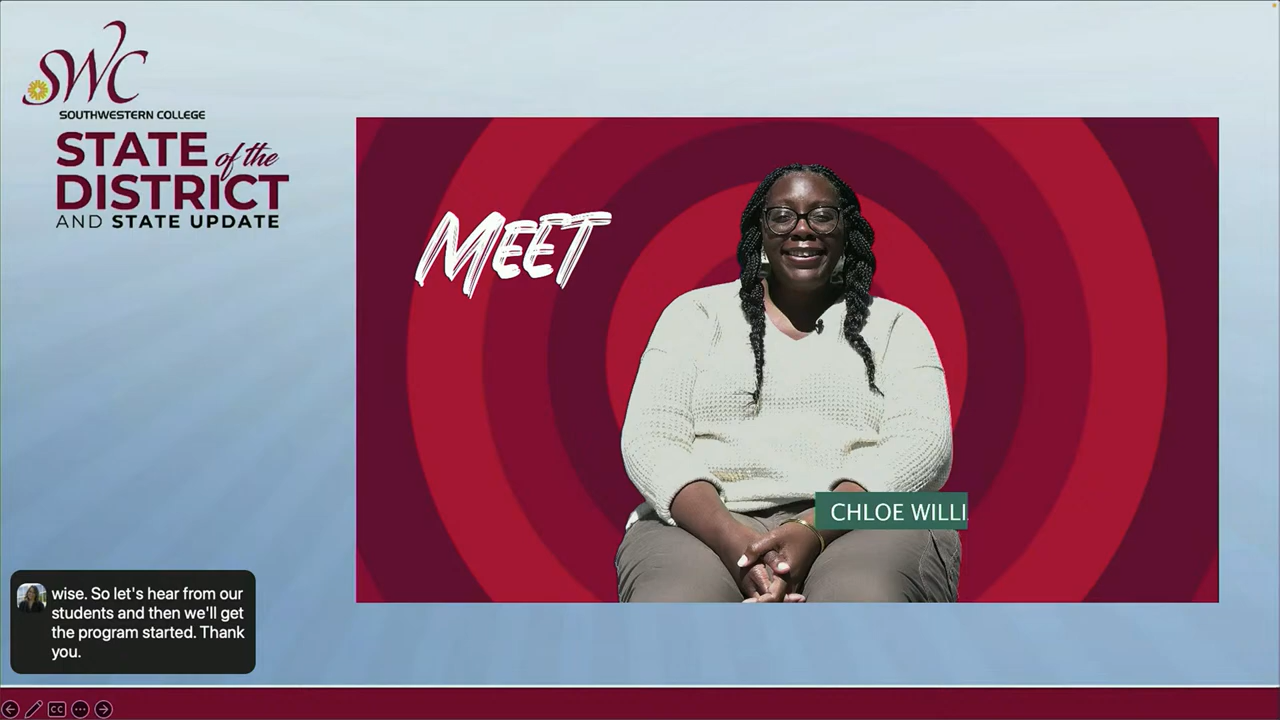 SWC
SOUTHWESTERN COLLEGE
STATE of the
DISTRICT
AND STATE UPDATE
MEET
CHLOE WILLI
wise. So let's hear from our
students and then we'll get
the program started. Thank
you.
CC